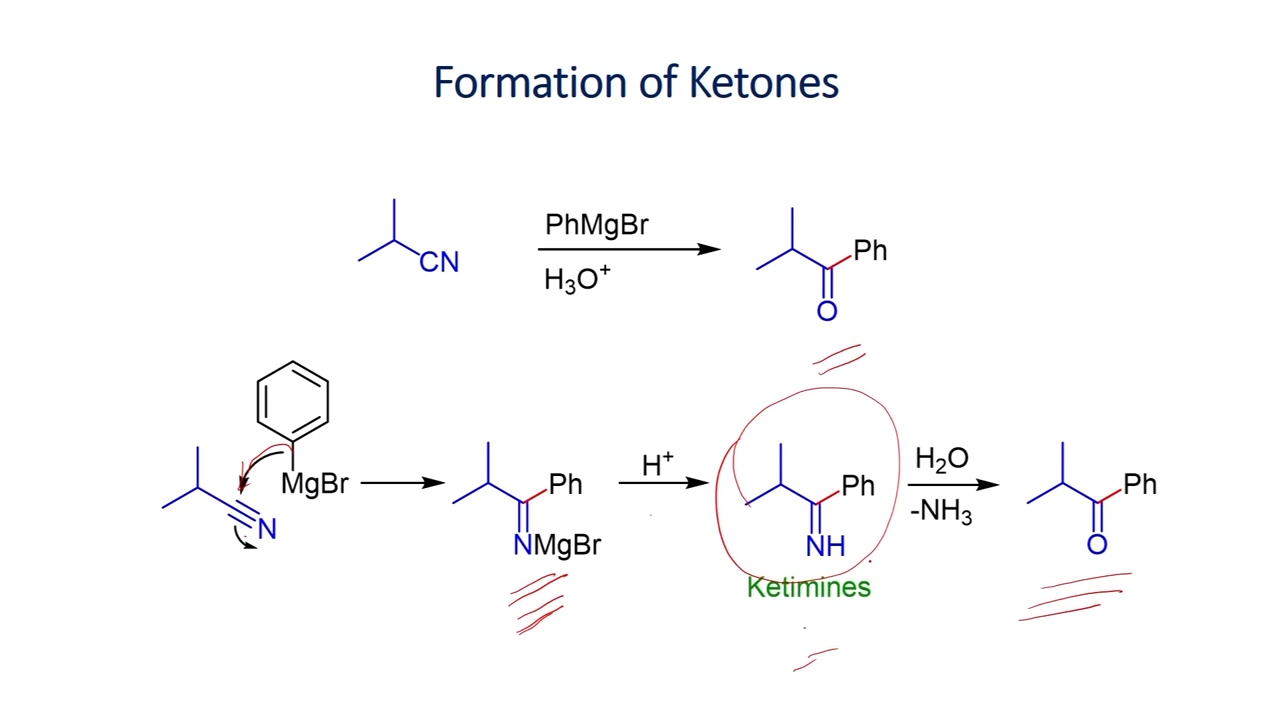 Formation of Ketones
CN
PhMgBr
H₃O⁺
Ph
O
MgBr
N
Ph
NMgBr
H⁺
Ph
NH
Ketimines
H₂O
-NH₃
Ph
O